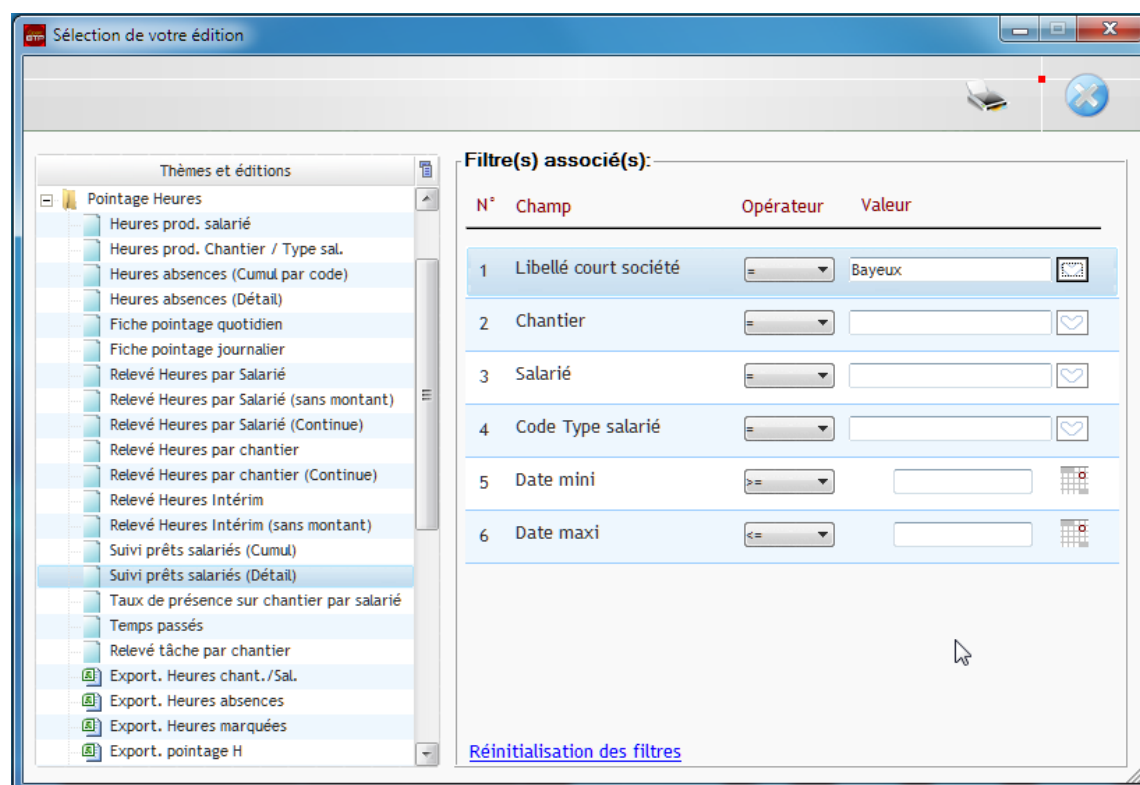 Sélection de votre édition
Thèmes et éditions
Pointage Heures
Heures prod. salarié
Heures prod. Chantier / Type sal.
Heures absences (Cumul par code)
Heures absences (Détail)
Fiche pointage quotidien
Fiche pointage journalier
Relevé Heures par Salarié
Relevé Heures par Salarié (sans montant)
Relevé Heures par Salarié (Continue)
Relevé Heures par chantier
Relevé Heures par chantier (Continue)
Relevé Heures Intérim
Relevé Heures Intérim (sans montant)
Suivi prêts salariés (Cumul)
Suivi prêts salariés (Détail)
Taux de présence sur chantier par salarié
Temps passés
Relevé tâche par chantier
Export. Heures chant./Sal.
Export. Heures absences
Export. Heures marquées
Export. pointage H
Filtre(s) associé(s):
N° Champ Opérateur Valeur
1 Libellé court société = Bayeux
2 Chantier =
3 Salarié =
4 Code Type salarié =
5 Date mini >=
6 Date maxi <=
Réinitialisation des filtres